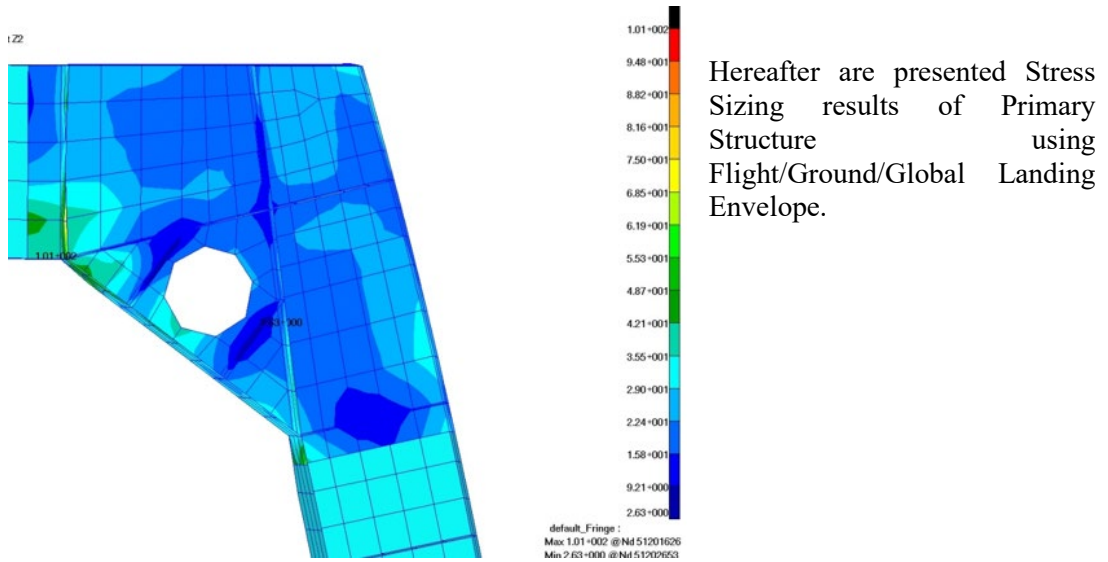 t Z2
1.01+002
9.48+001
8.82+001
8.16+001
7.50+001
6.85+001
6.19+001
5.53+001
4.87+001
4.21+001
3.55+001
2.90+001
2.24+001
1.58+001
9.21+000
2.63+000
1.01+002
default_Fringe :
Max 1.01+002 @Nd 51201626
Min 2.63+000 @Nd 51202653
Hereafter are presented Stress
Sizing results of Primary
Structure using
Flight/Ground/Global Landing
Envelope.